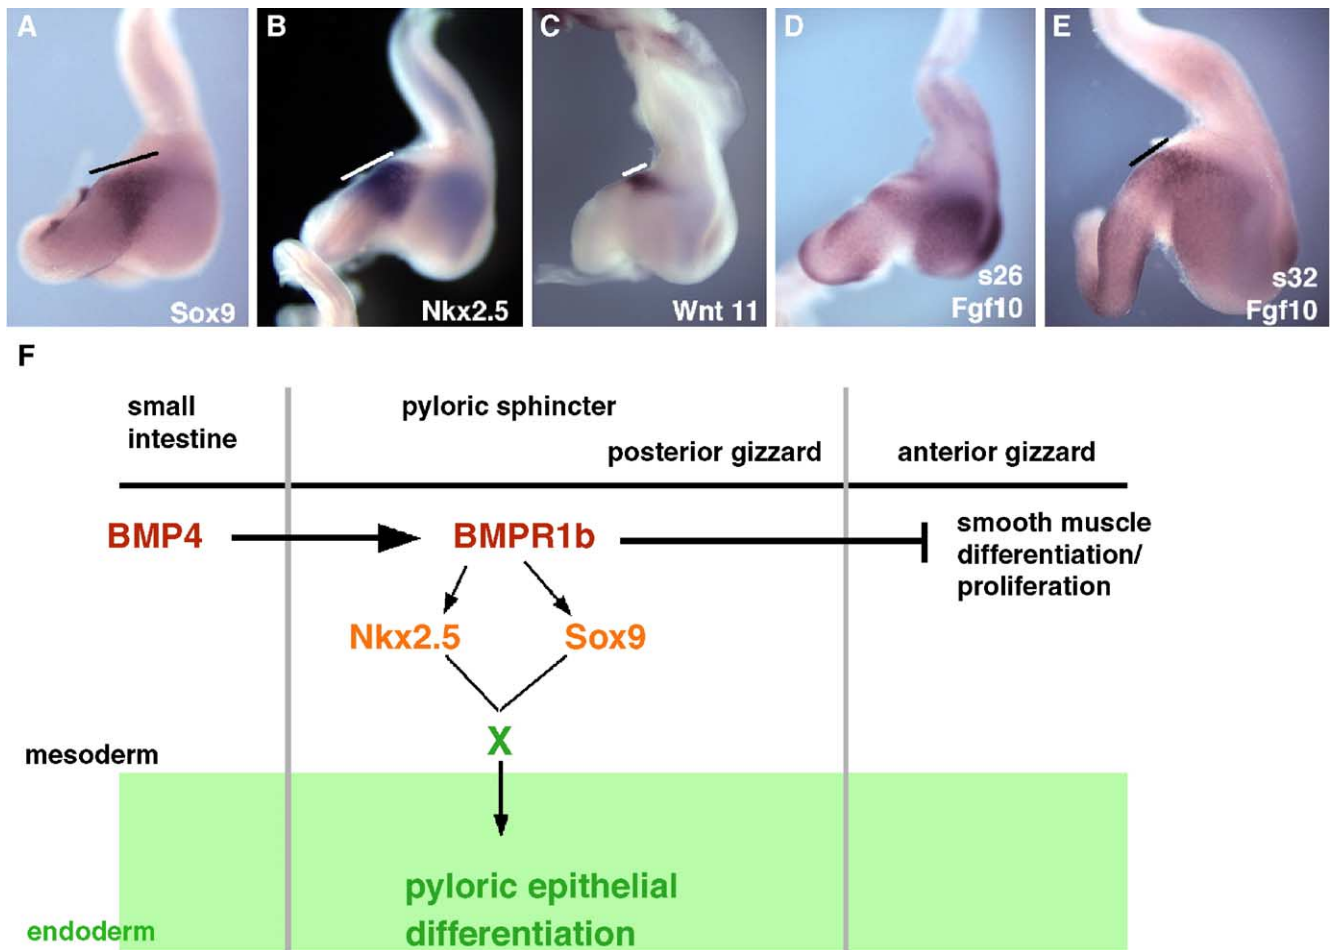 A
B
C
D
E
Sox9
Nkx2.5
Wnt 11
s26
Fgf10
s32
Fgf10
F
small
intestine
pyloric sphincter
posterior gizzard
anterior gizzard
BMP4
BMPR1b
smooth muscle
differentiation/
proliferation
Nkx2.5
Sox9
X
mesoderm
pyloric epithelial
differentiation
endoderm